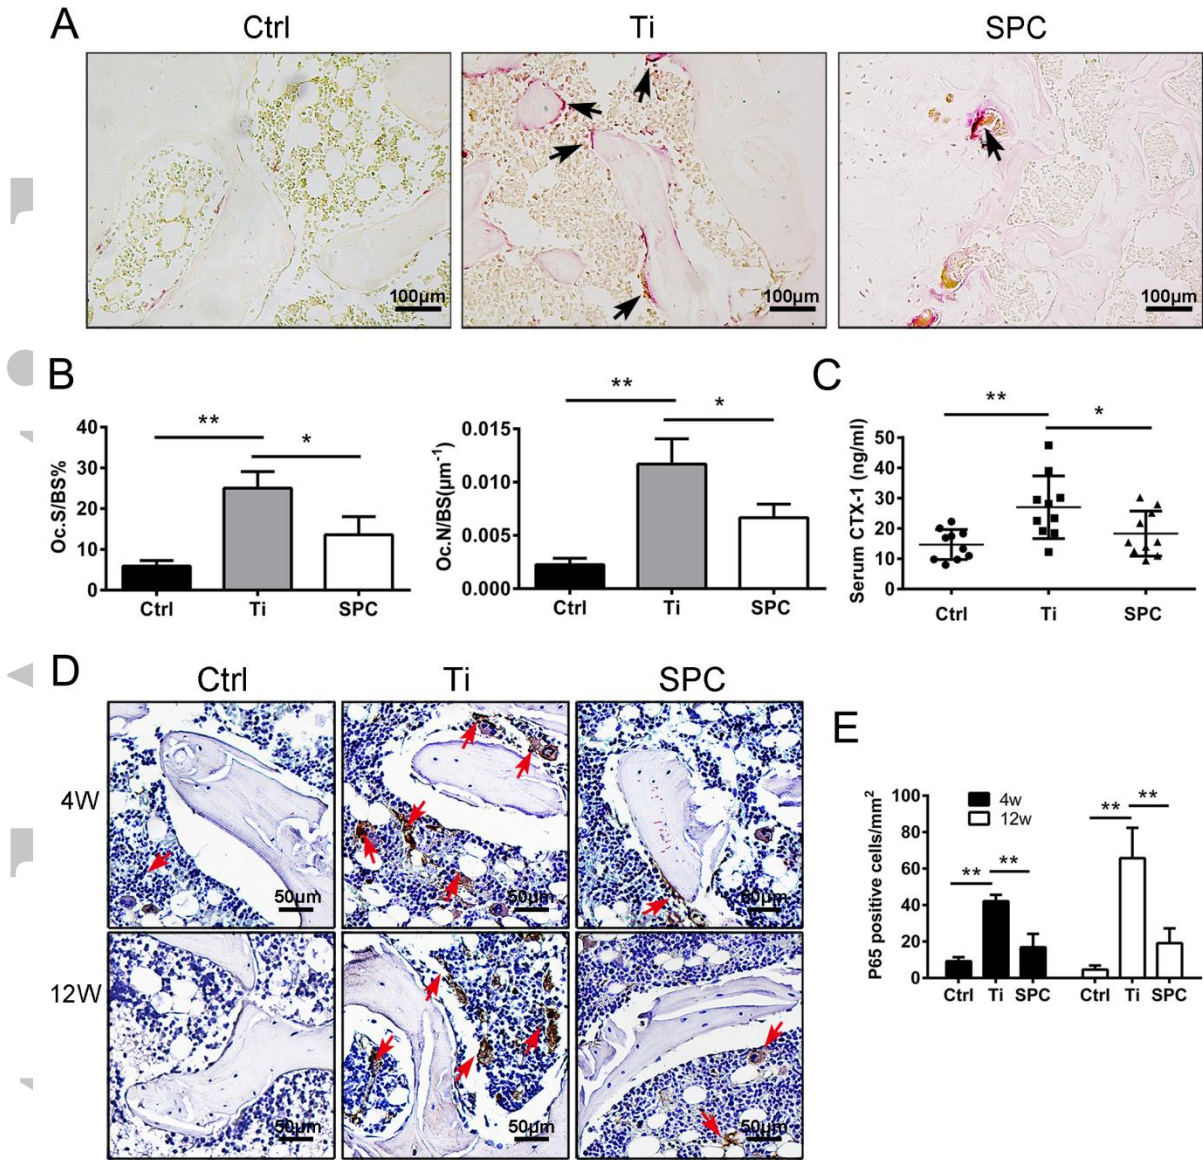 A
Ctrl
Ti
SPC
100μm
100μm
100μm
B
**
*
40
30
20
10
0
Oc.S/BS%
Ctrl
Ti
SPC
**
*
0.015
0.010
0.005
0.000
Oc.N/BS(μm⁻¹)
Ctrl
Ti
SPC
C
**
*
50
40
30
20
10
0
Serum CTX-1 (ng/ml)
Ctrl
Ti
SPC
D
Ctrl
Ti
SPC
4W
50μm
50μm
50μm
12W
50μm
50μm
50μm
E
4w
12w
100
80
60
40
20
0
P65 positive cells/mm²
**
**
**
**
Ctrl
Ti
SPC
Ctrl
Ti
SPC